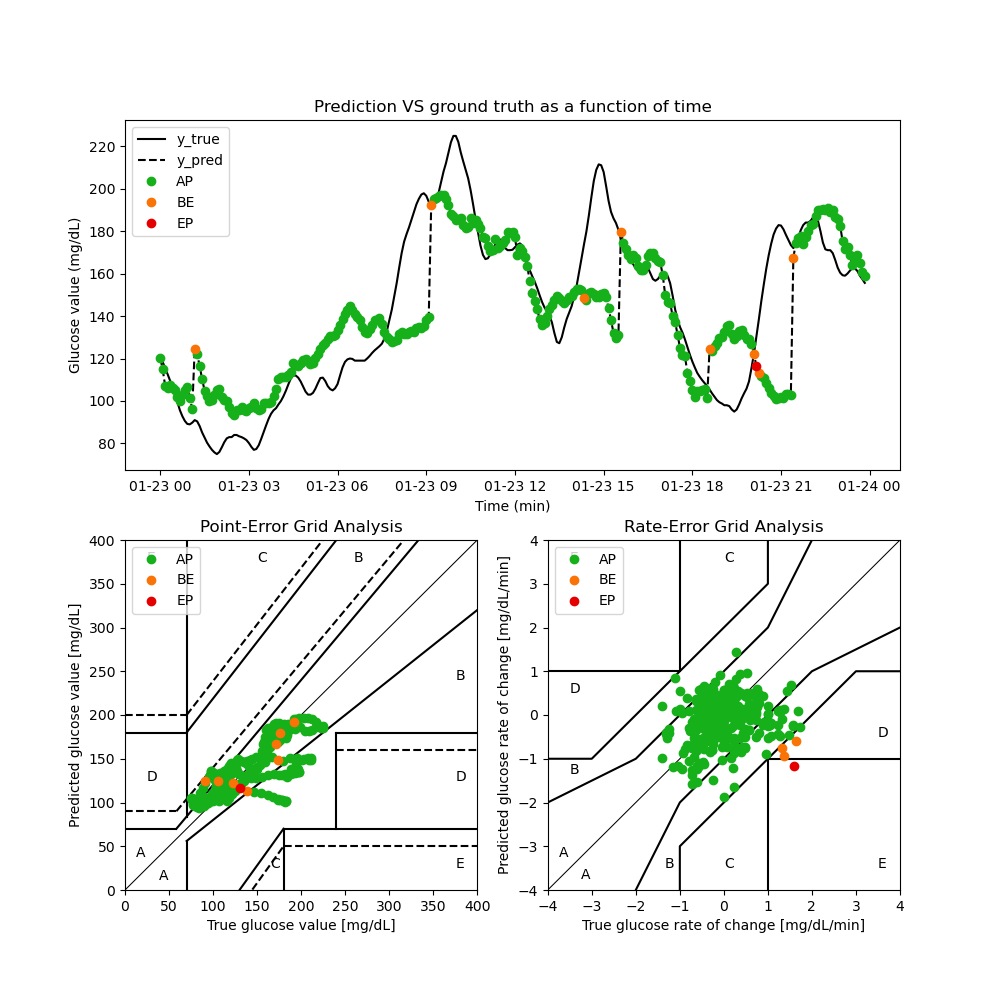 Prediction VS ground truth as a function of time
Glucose value (mg/dL)
220
200
180
160
140
120
100
80
y_true
y_pred
AP
BE
EP
01-23 00 01-23 03 01-23 06 01-23 09 01-23 12 01-23 15 01-23 18 01-23 21 01-24 00
Time (min)
Point-Error Grid Analysis
Predicted glucose value [mg/dL]
400
350
300
250
200
150
100
50
0
AP
BE
EP
C B
B
D D
A
A C E
0 50 100 150 200 250 300 350 400
True glucose value [mg/dL]
Rate-Error Grid Analysis
Predicted glucose rate of change [mg/dL/min]
4
3
2
1
0
−1
−2
−3
−4
AP
BE
EP
C
D
D
B
A
A B C E
−4 −3 −2 −1 0 1 2 3 4
True glucose rate of change [mg/dL/min]